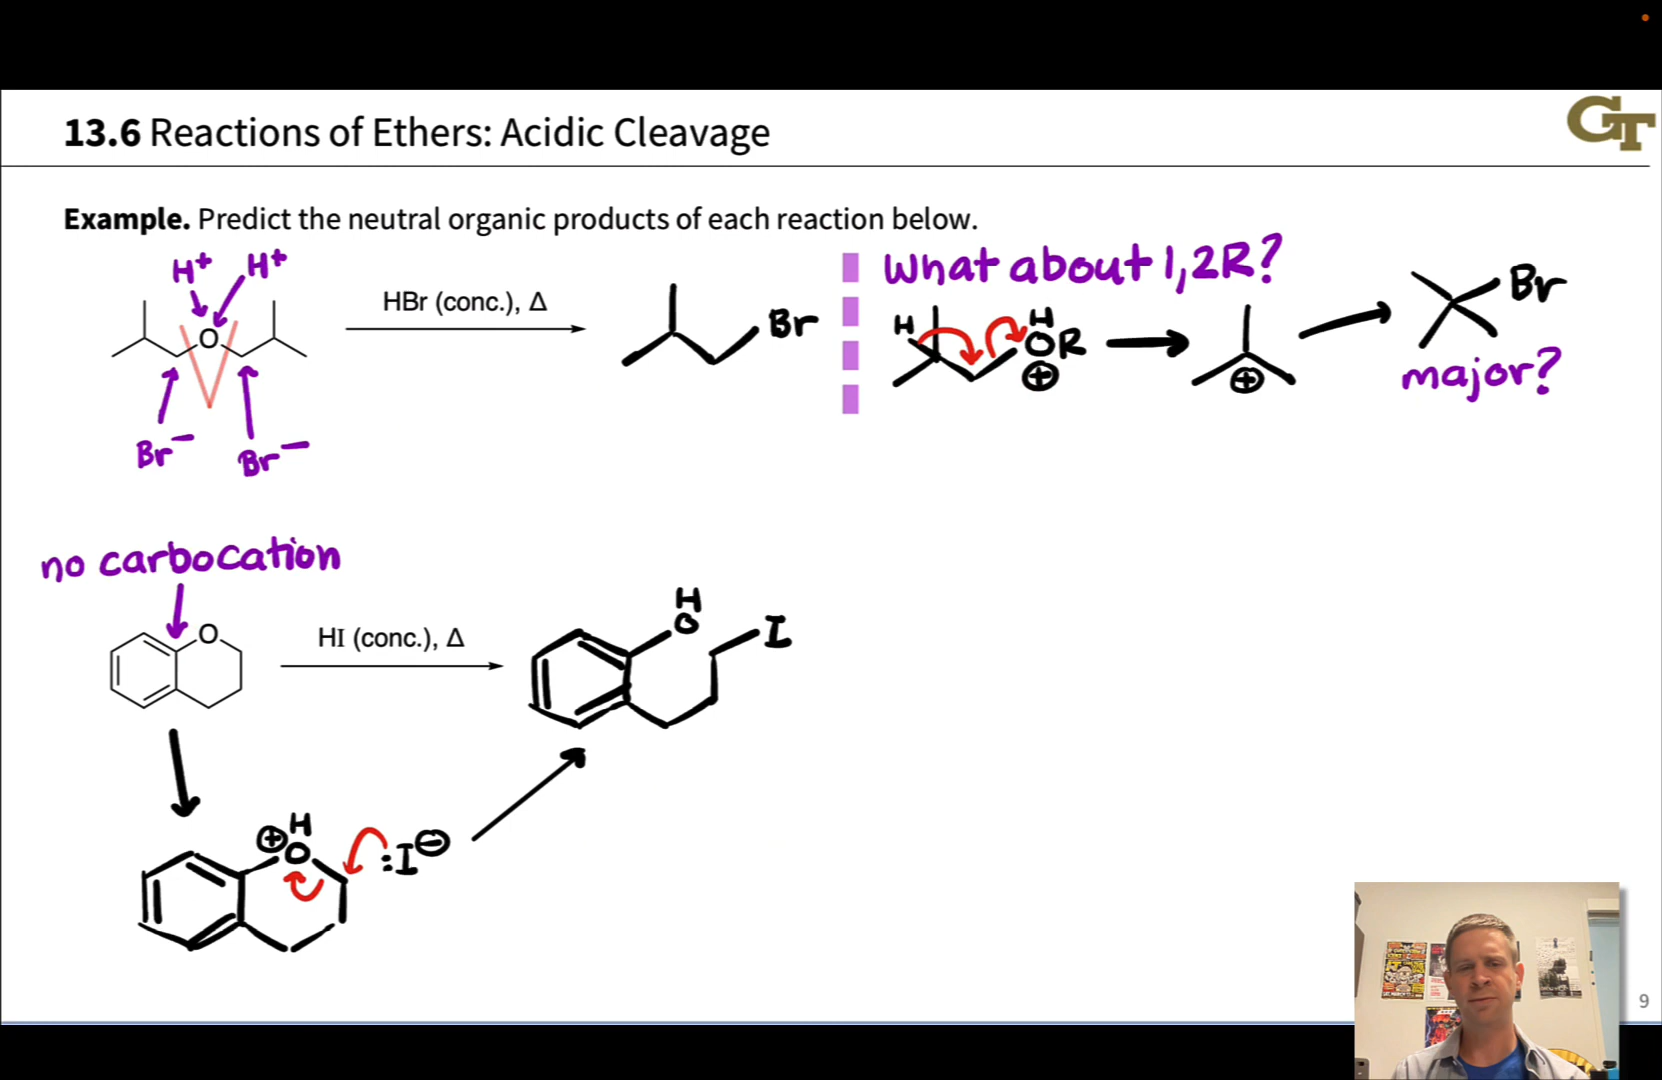 13.6 Reactions of Ethers: Acidic Cleavage
GT
Example. Predict the neutral organic products of each reaction below.
H+ H+
O
Br− Br−
HBr (conc.), Δ
Br
What about 1,2R?
H
H
OR
⊕
⊕
Br
major?
no carbocation
O
HI (conc.), Δ
H
O
I
⊕ H
O
:I⊖
9